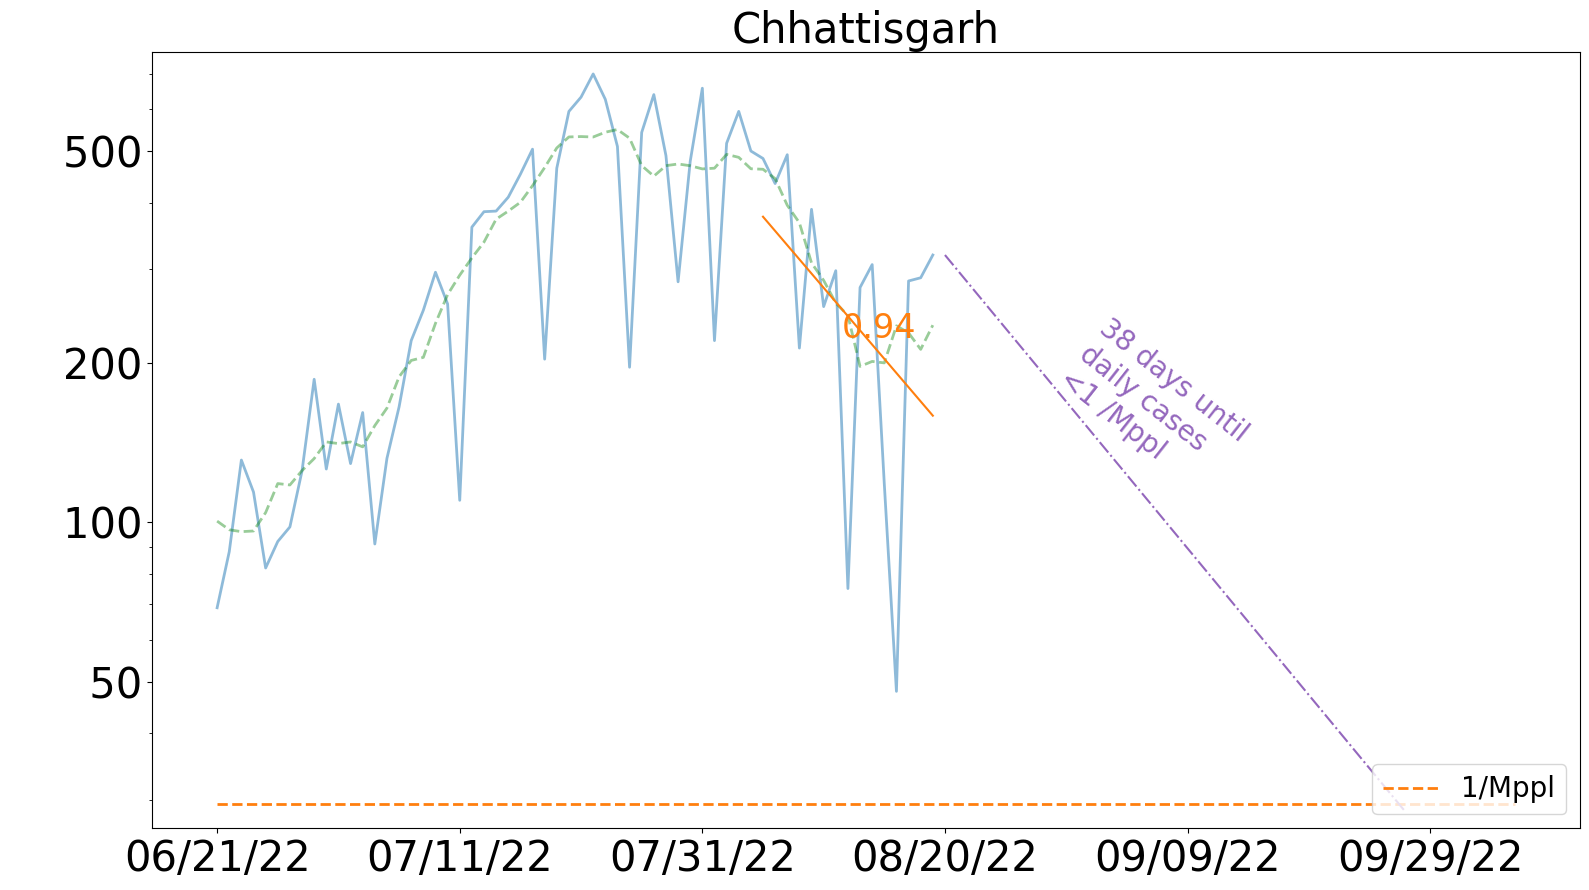 Chhattisgarh
500
200
100
50
0.94
38 days until
daily cases
<1 /Mppl
1/Mppl
06/21/22
07/11/22
07/31/22
08/20/22
09/09/22
09/29/22